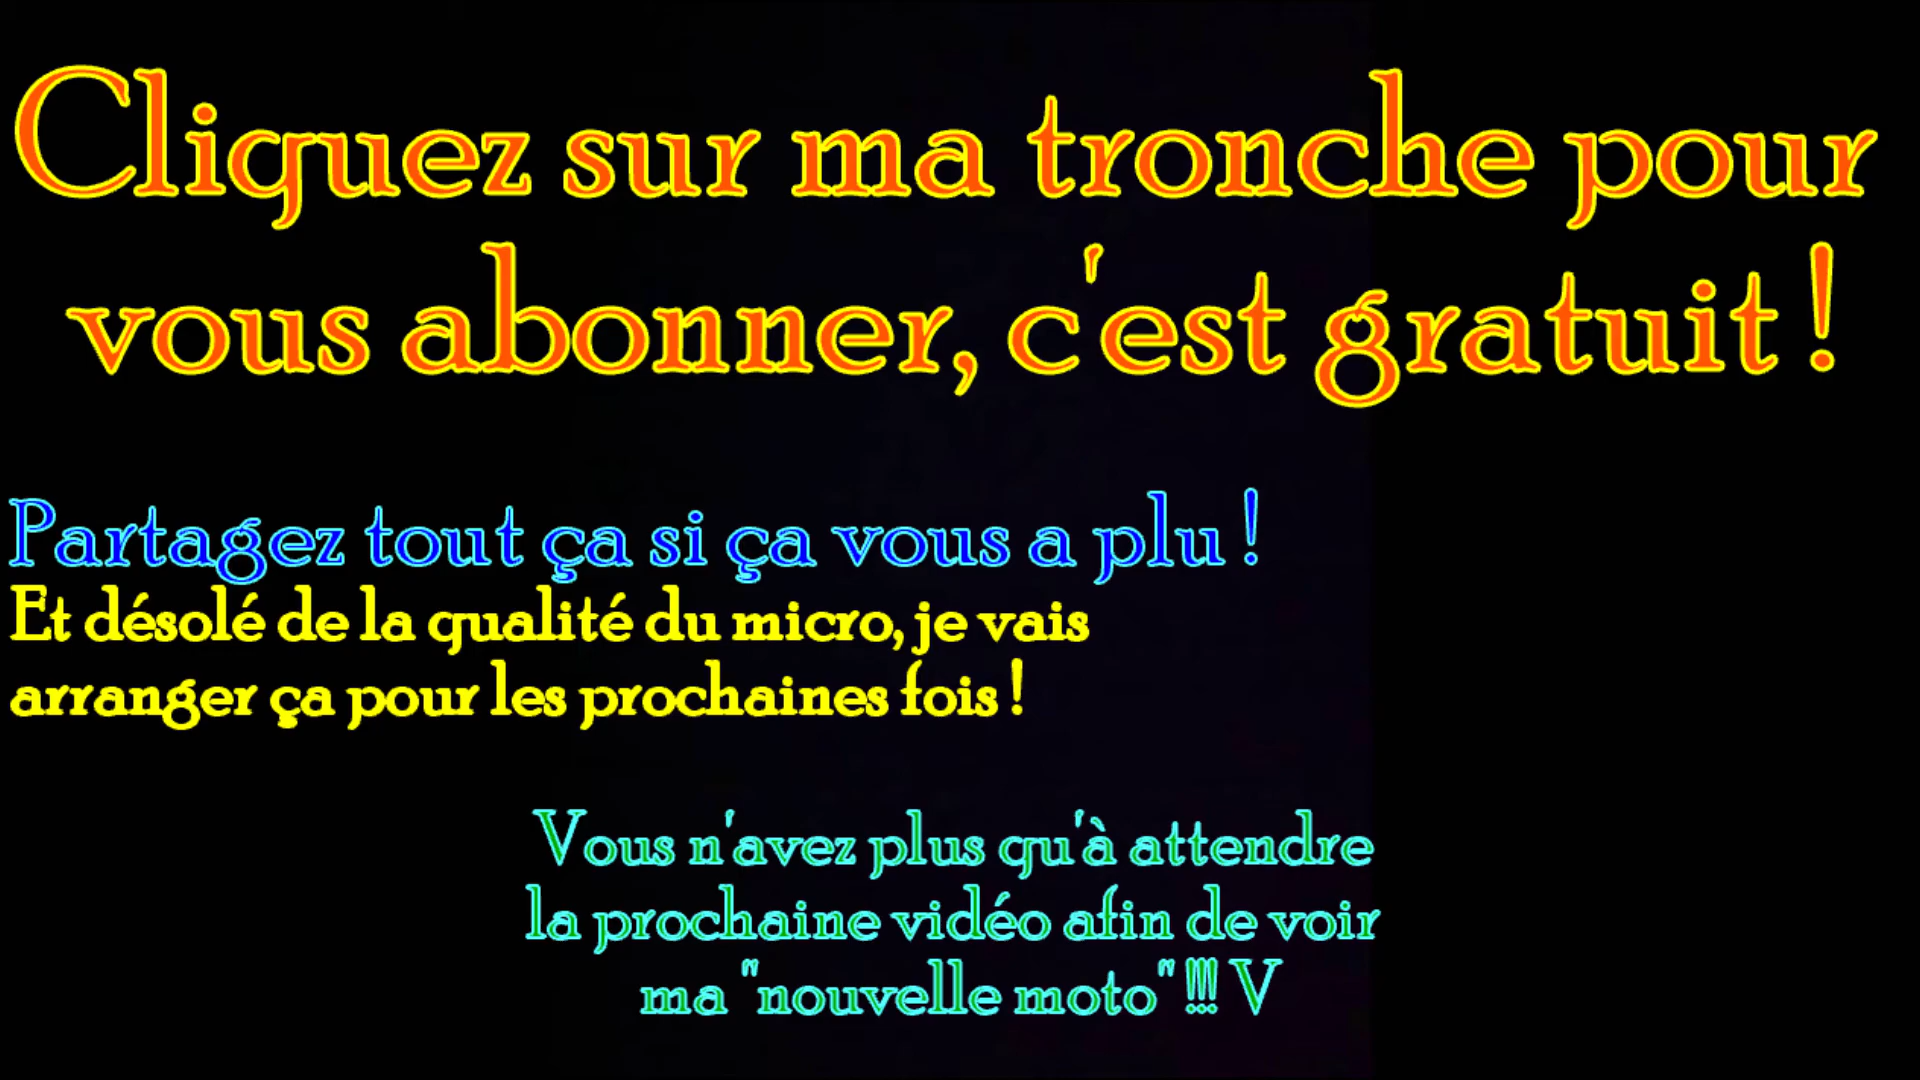 Cliquez sur ma tronche pour
vous abonner, c'est gratuit !
Partagez tout ça si ça vous a plu !
Et désolé de la qualité du micro, je vais
arranger ça pour les prochaines fois !
Vous n'avez plus qu'à attendre
la prochaine vidéo afin de voir
ma "nouvelle moto" !!!! V